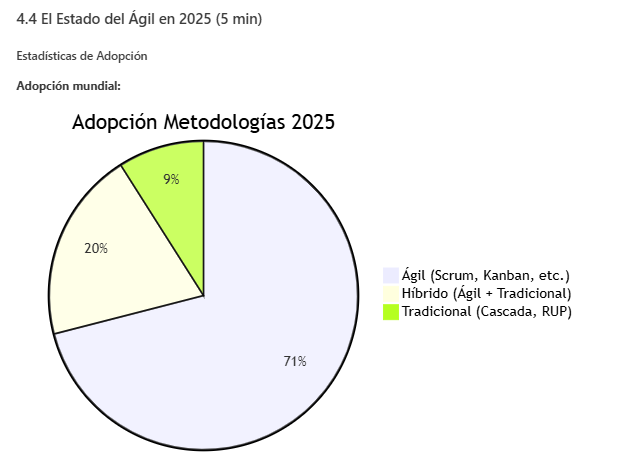 4.4 El Estado del Ágil en 2025 (5 min)
Estadísticas de Adopción
Adopción mundial:
Adopción Metodologías 2025
9%
20%
71%
Ágil (Scrum, Kanban, etc.)
Híbrido (Ágil + Tradicional)
Tradicional (Cascada, RUP)